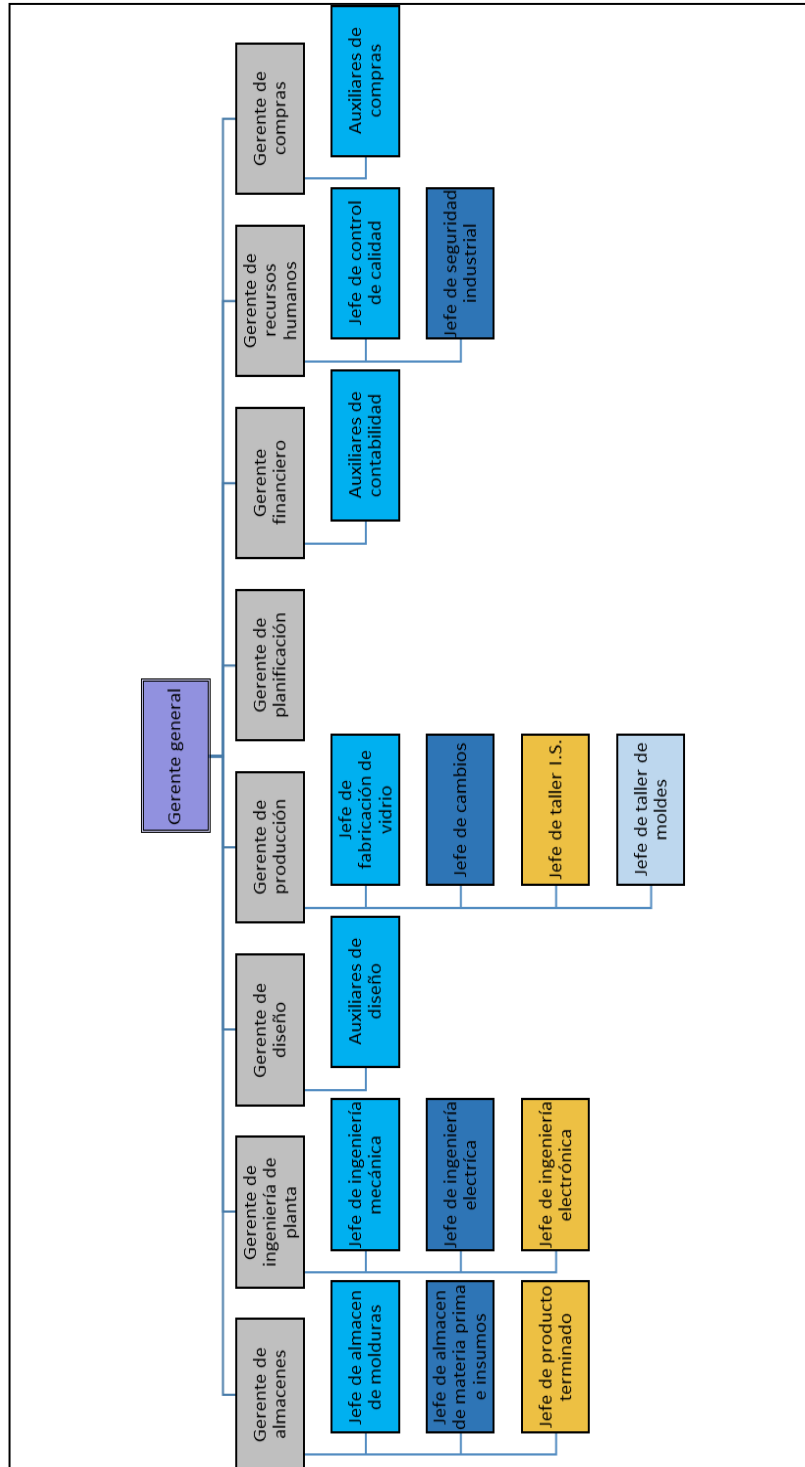 Gerente general
Gerente de
almacenes
Gerente de
ingeniería de
planta
Gerente de
diseño
Gerente de
producción
Gerente de
planificación
Gerente
financiero
Gerente de
recursos
humanos
Gerente de
compras
Jefe de almacen
de molduras
Jefe de almacen
de materia prima
e insumos
Jefe de producto
terminado
Jefe de ingeniería
mecánica
Jefe de ingeniería
electríca
Jefe de ingeniería
electrónica
Auxiliares de
diseño
Jefe de
fabricación de
vidrio
Jefe de cambios
Jefe de taller I.S.
Jefe de taller de
moldes
Auxiliares de
contabilidad
Jefe de control
de calidad
Jefe de seguridad
industrial
Auxiliares de
compras